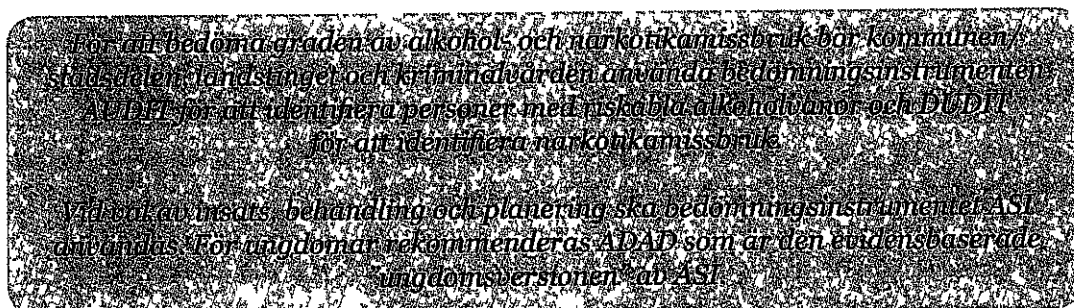 För att bedöma graden av alkohol- och narkotikamissbruk bör kommunen/
stadsdelen, landstinget och kriminalvården använda bedömningsinstrumenten;
AUDIT för att identifiera personer med riskabla alkoholvanor och DUDIT
för att identifiera narkotikamissbruk.
Vid val av insats, behandling och planering ska bedömningsinstrumentet ASI
användas. För ungdomar rekommenderas ADAD som är den evidensbaserade
"ungdomsversionen" av ASI.